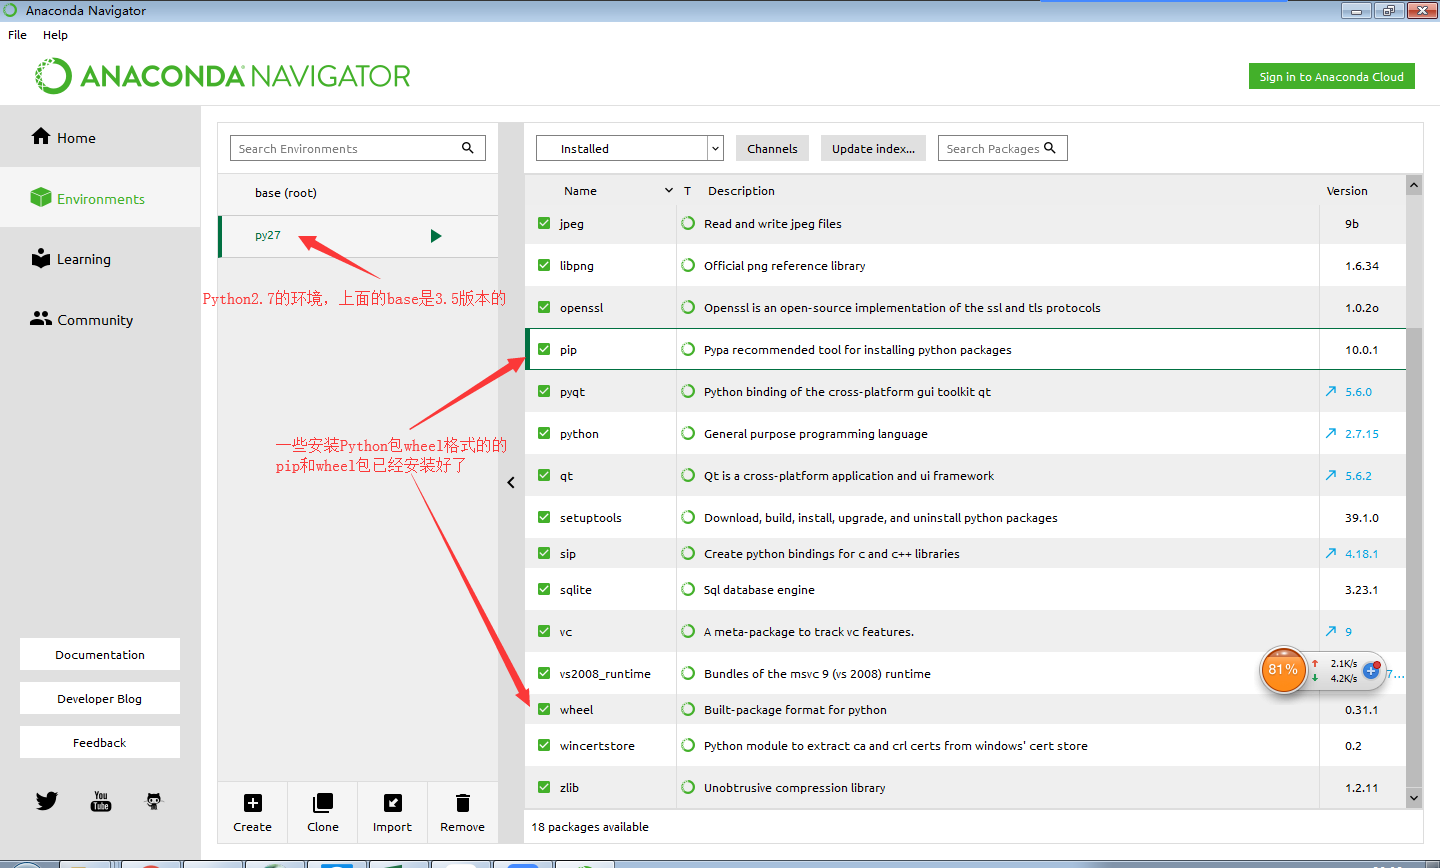 Anaconda Navigator
File Help
ANACONDA NAVIGATOR
Sign in to Anaconda Cloud
Home
Environments
Learning
Community
Documentation
Developer Blog
Feedback
You
Tube
Search Environments
base (root)
py27
Python2.7的环境，上面的base是3.5版本的
一些安装Python包wheel格式的的
pip和wheel包已经安装好了
Create Clone Import Remove
Installed Channels Update index... Search Packages
Name T Description Version
jpeg Read and write jpeg files 9b
libpng Official png reference library 1.6.34
openssl Openssl is an open-source implementation of the ssl and tls protocols 1.0.2o
pip Pypa recommended tool for installing python packages 10.0.1
pyqt Python binding of the cross-platform gui toolkit qt 5.6.0
python General purpose programming language 2.7.15
qt Qt is a cross-platform application and ui framework 5.6.2
setuptools Download, build, install, upgrade, and uninstall python packages 39.1.0
sip Create python bindings for c and c++ libraries 4.18.1
sqlite Sql database engine 3.23.1
vc A meta-package to track vc features. 9
vs2008_runtime Bundles of the msvc 9 (vs 2008) runtime 7...
81% 2.1K/s
4.2K/s
wheel Built-package format for python 0.31.1
wincertstore Python module to extract ca and crl certs from windows' cert store 0.2
zlib Unobtrusive compression library 1.2.11
18 packages available